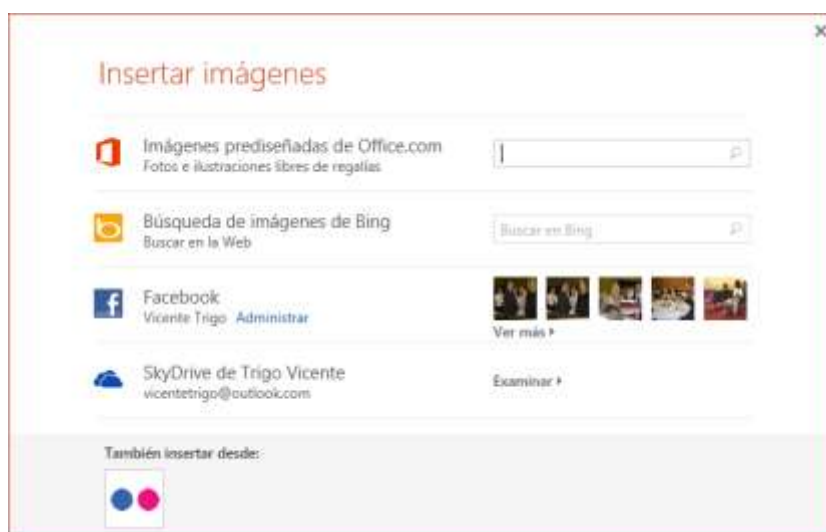 Insertar imágenes
Imágenes prediseñadas de Office.com
Fotos e ilustraciones libres de regalías
Búsqueda de imágenes de Bing
Buscar en la Web
Buscar en Bing
Facebook
Vicente Trigo Administrar
Ver más
SkyDrive de Trigo Vicente
vicentetrigo@outlook.com
Examinar
También insertar desde: